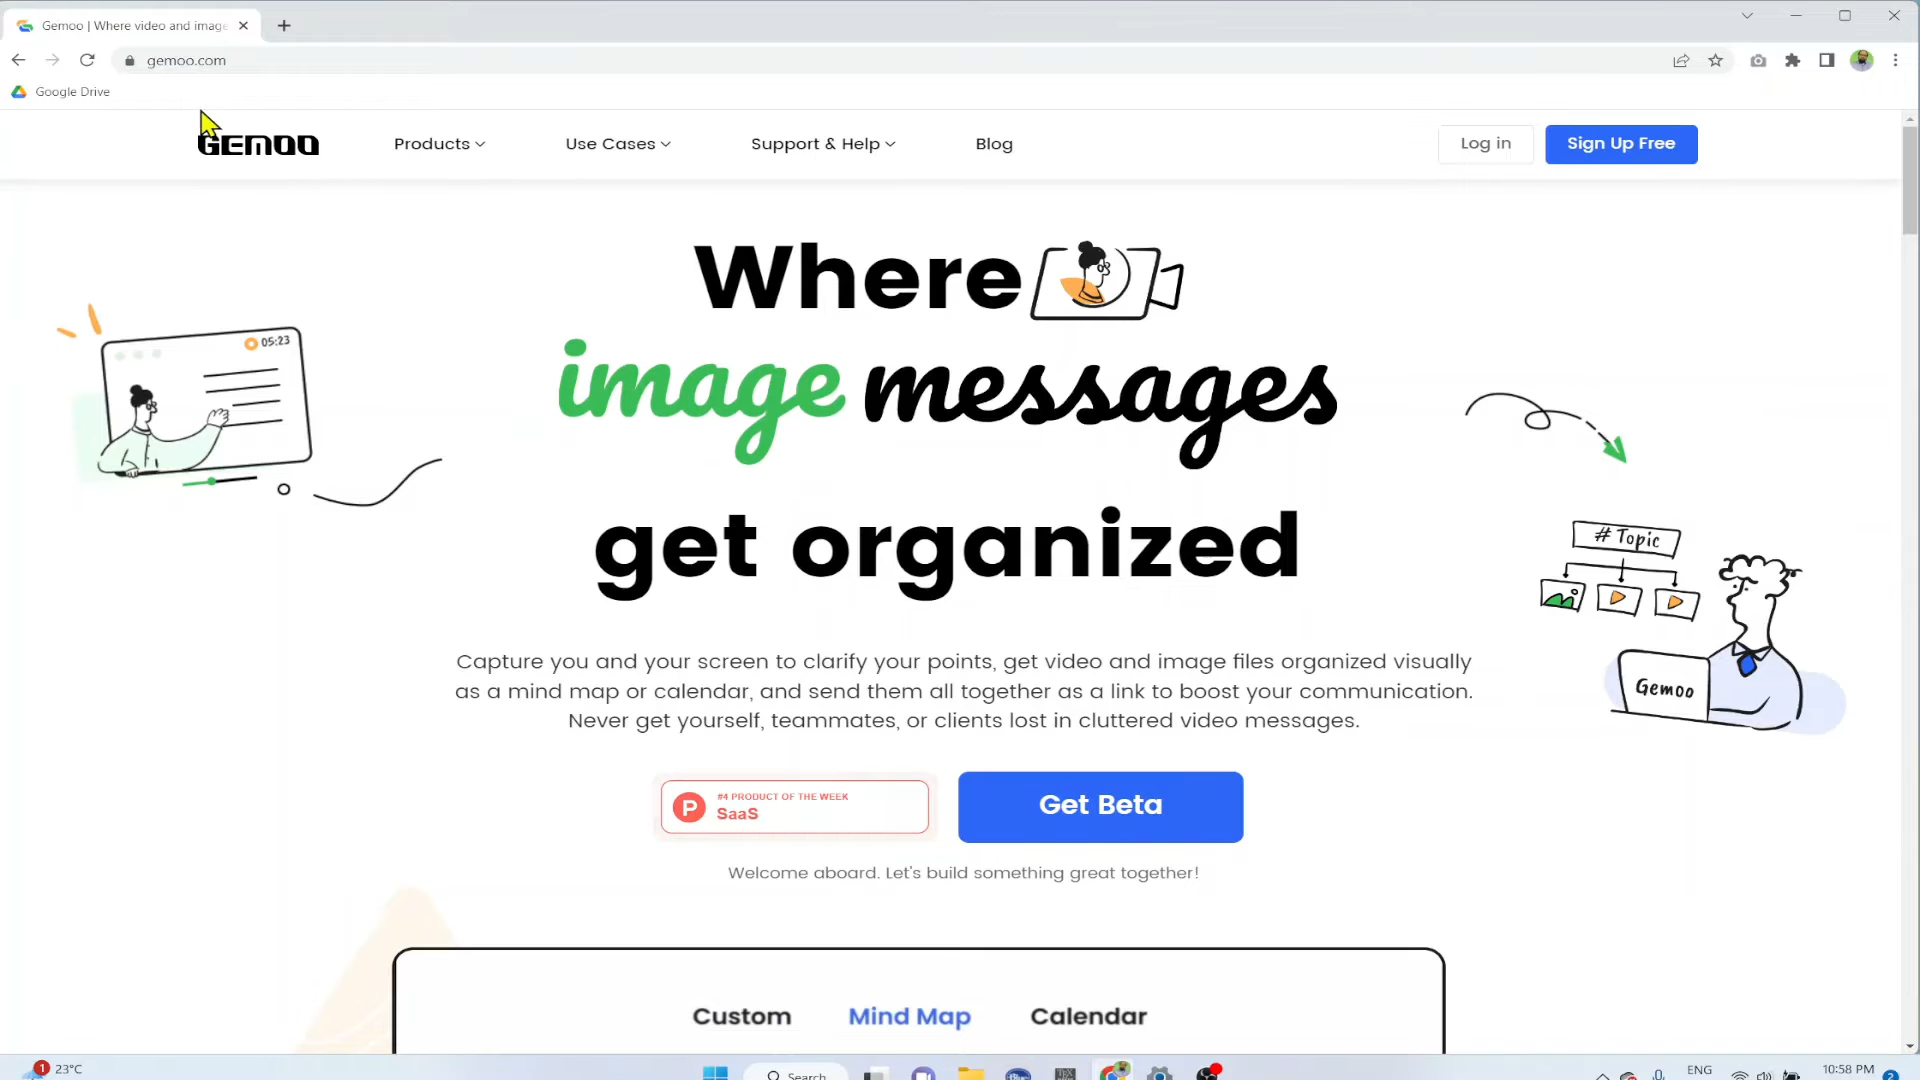 Gemoo | Where video and image
gemoo.com
Google Drive
GEMOO
Products
Use Cases
Support & Help
Blog
Log in
Sign Up Free
Where
image messages
get organized
05:23
# Topic
Gemoo
Capture you and your screen to clarify your points, get video and image files organized visually
as a mind map or calendar, and send them all together as a link to boost your communication.
Never get yourself, teammates, or clients lost in cluttered video messages.
P
#4 PRODUCT OF THE WEEK
SaaS
Get Beta
Welcome aboard. Let's build something great together!
Custom
Mind Map
Calendar
1
23°C
Search
ENG
10:58 PM
2